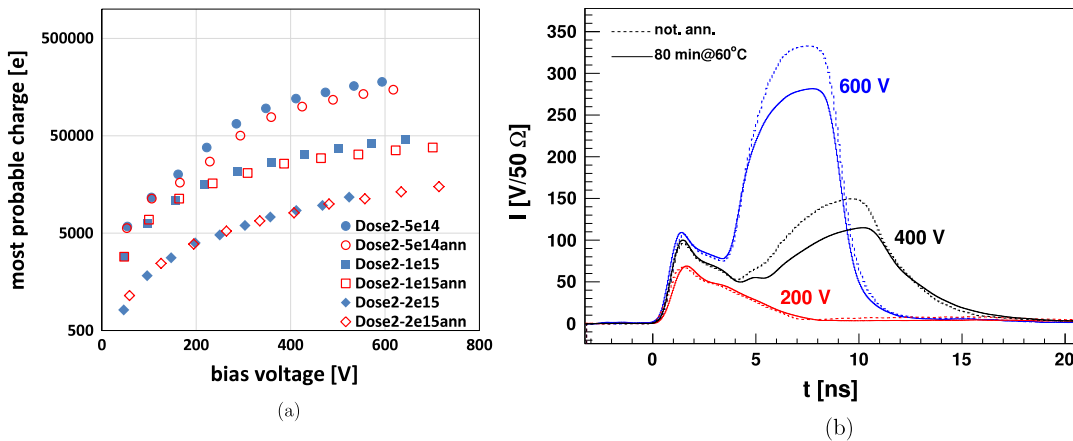 most probable charge [e]
500000
50000
5000
500
0
200
400
600
800
bias voltage [V]
Dose2-5e14
Dose2-5e14ann
Dose2-1e15
Dose2-1e15ann
Dose2-2e15
Dose2-2e15ann
(a)
I [V/50 Ω]
350
300
250
200
150
100
50
0
not. ann.
80 min@60°C
600 V
400 V
200 V
0
5
10
15
20
t [ns]
(b)